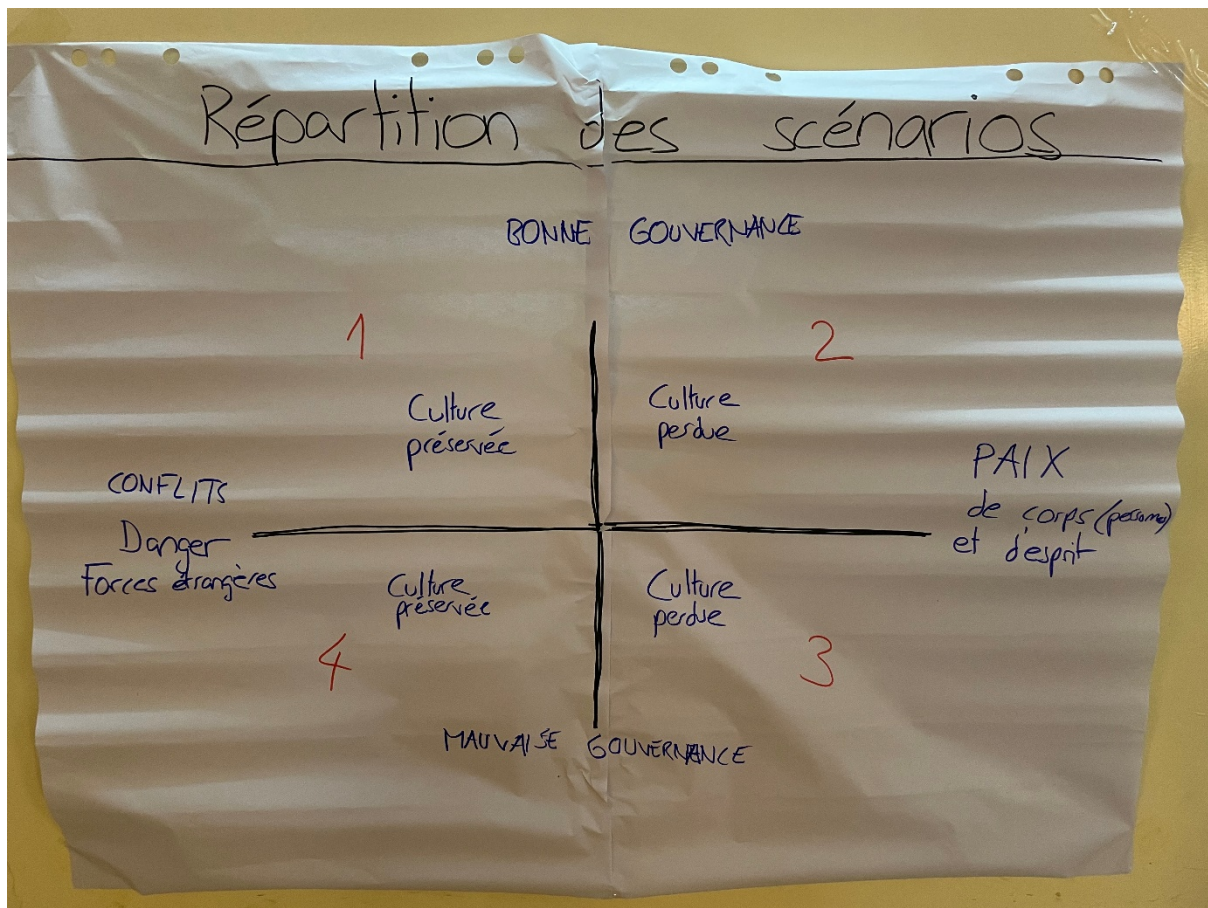 Répartition des scénarios
BONNE GOUVERNANCE
1
2
Culture
préservée
Culture
perdue
CONFLITS
Danger
Forces étrangères
PAIX
de corps
et d'esprit
Culture
préservée
Culture
perdue
4
3
MAUVAISE GOUVERNANCE